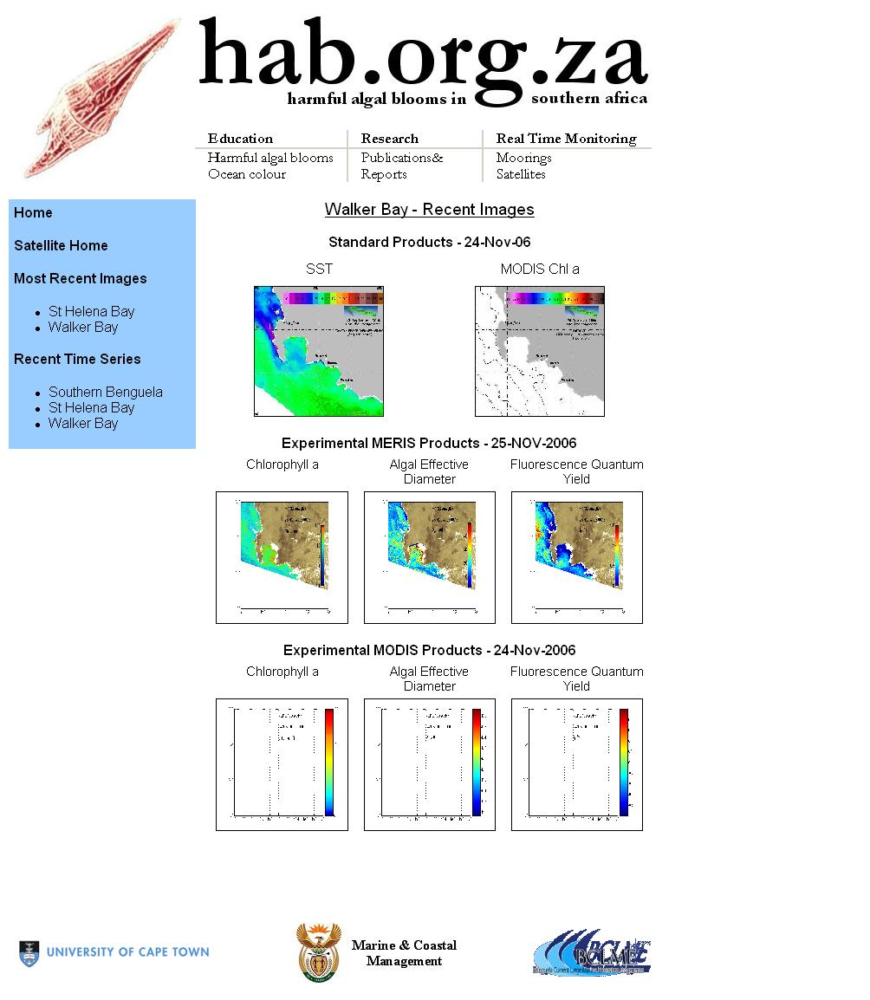 hab.org.za
harmful algal blooms in southern africa
Education
Research
Real Time Monitoring
Harmful algal blooms
Publications&
Moorings
Ocean colour
Reports
Satellites
Home
Satellite Home
Most Recent Images
St Helena Bay
Walker Bay
Recent Time Series
Southern Benguela
St Helena Bay
Walker Bay
Walker Bay - Recent Images
Standard Products - 24-Nov-06
SST
MODIS Chl a
Experimental MERIS Products - 25-NOV-2006
Chlorophyll a
Algal Effective
Diameter
Fluorescence Quantum
Yield
Experimental MODIS Products - 24-Nov-2006
Chlorophyll a
Algal Effective
Diameter
Fluorescence Quantum
Yield
UNIVERSITY OF CAPE TOWN
Marine & Coastal
Management
BCLME